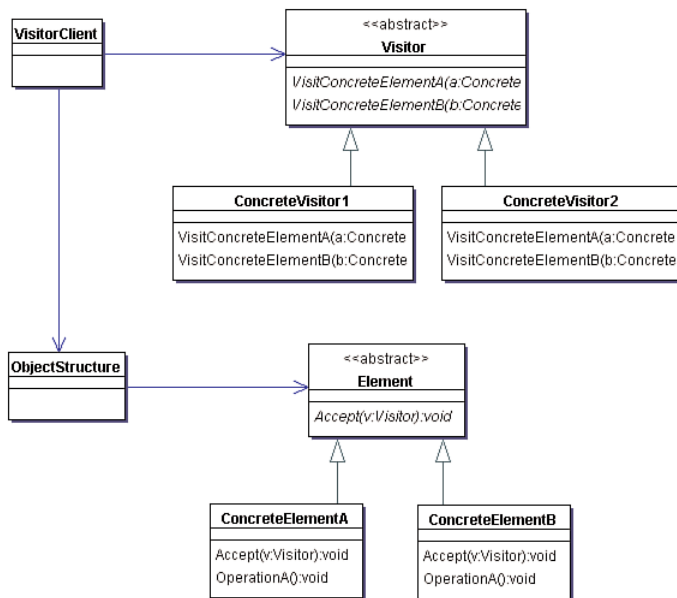 VisitorClient
<<abstract>>
Visitor
VisitConcreteElementA(a:Concrete
VisitConcreteElementB(b:Concrete
ConcreteVisitor1
VisitConcreteElementA(a:Concrete
VisitConcreteElementB(b:Concrete
ConcreteVisitor2
VisitConcreteElementA(a:Concrete
VisitConcreteElementB(b:Concrete
ObjectStructure
<<abstract>>
Element
Accept(v:Visitor):void
ConcreteElementA
Accept(v:Visitor):void
OperationA():void
ConcreteElementB
Accept(v:Visitor):void
OperationA():void